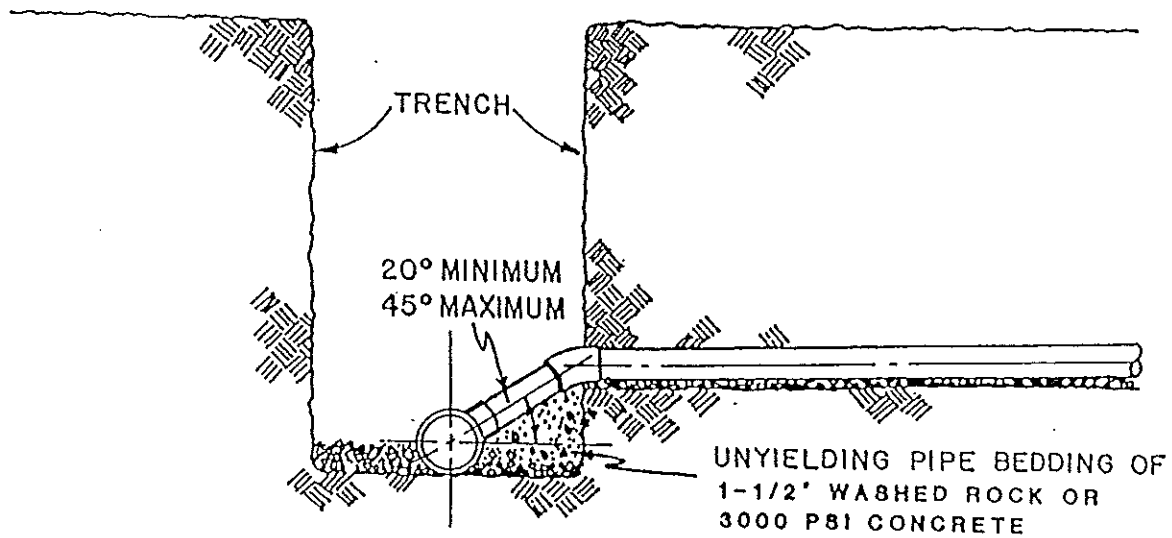 TRENCH
20° MINIMUM
45° MAXIMUM
UNYIELDING PIPE BEDDING OF
1-1/2" WASHED ROCK OR
3000 PSI CONCRETE